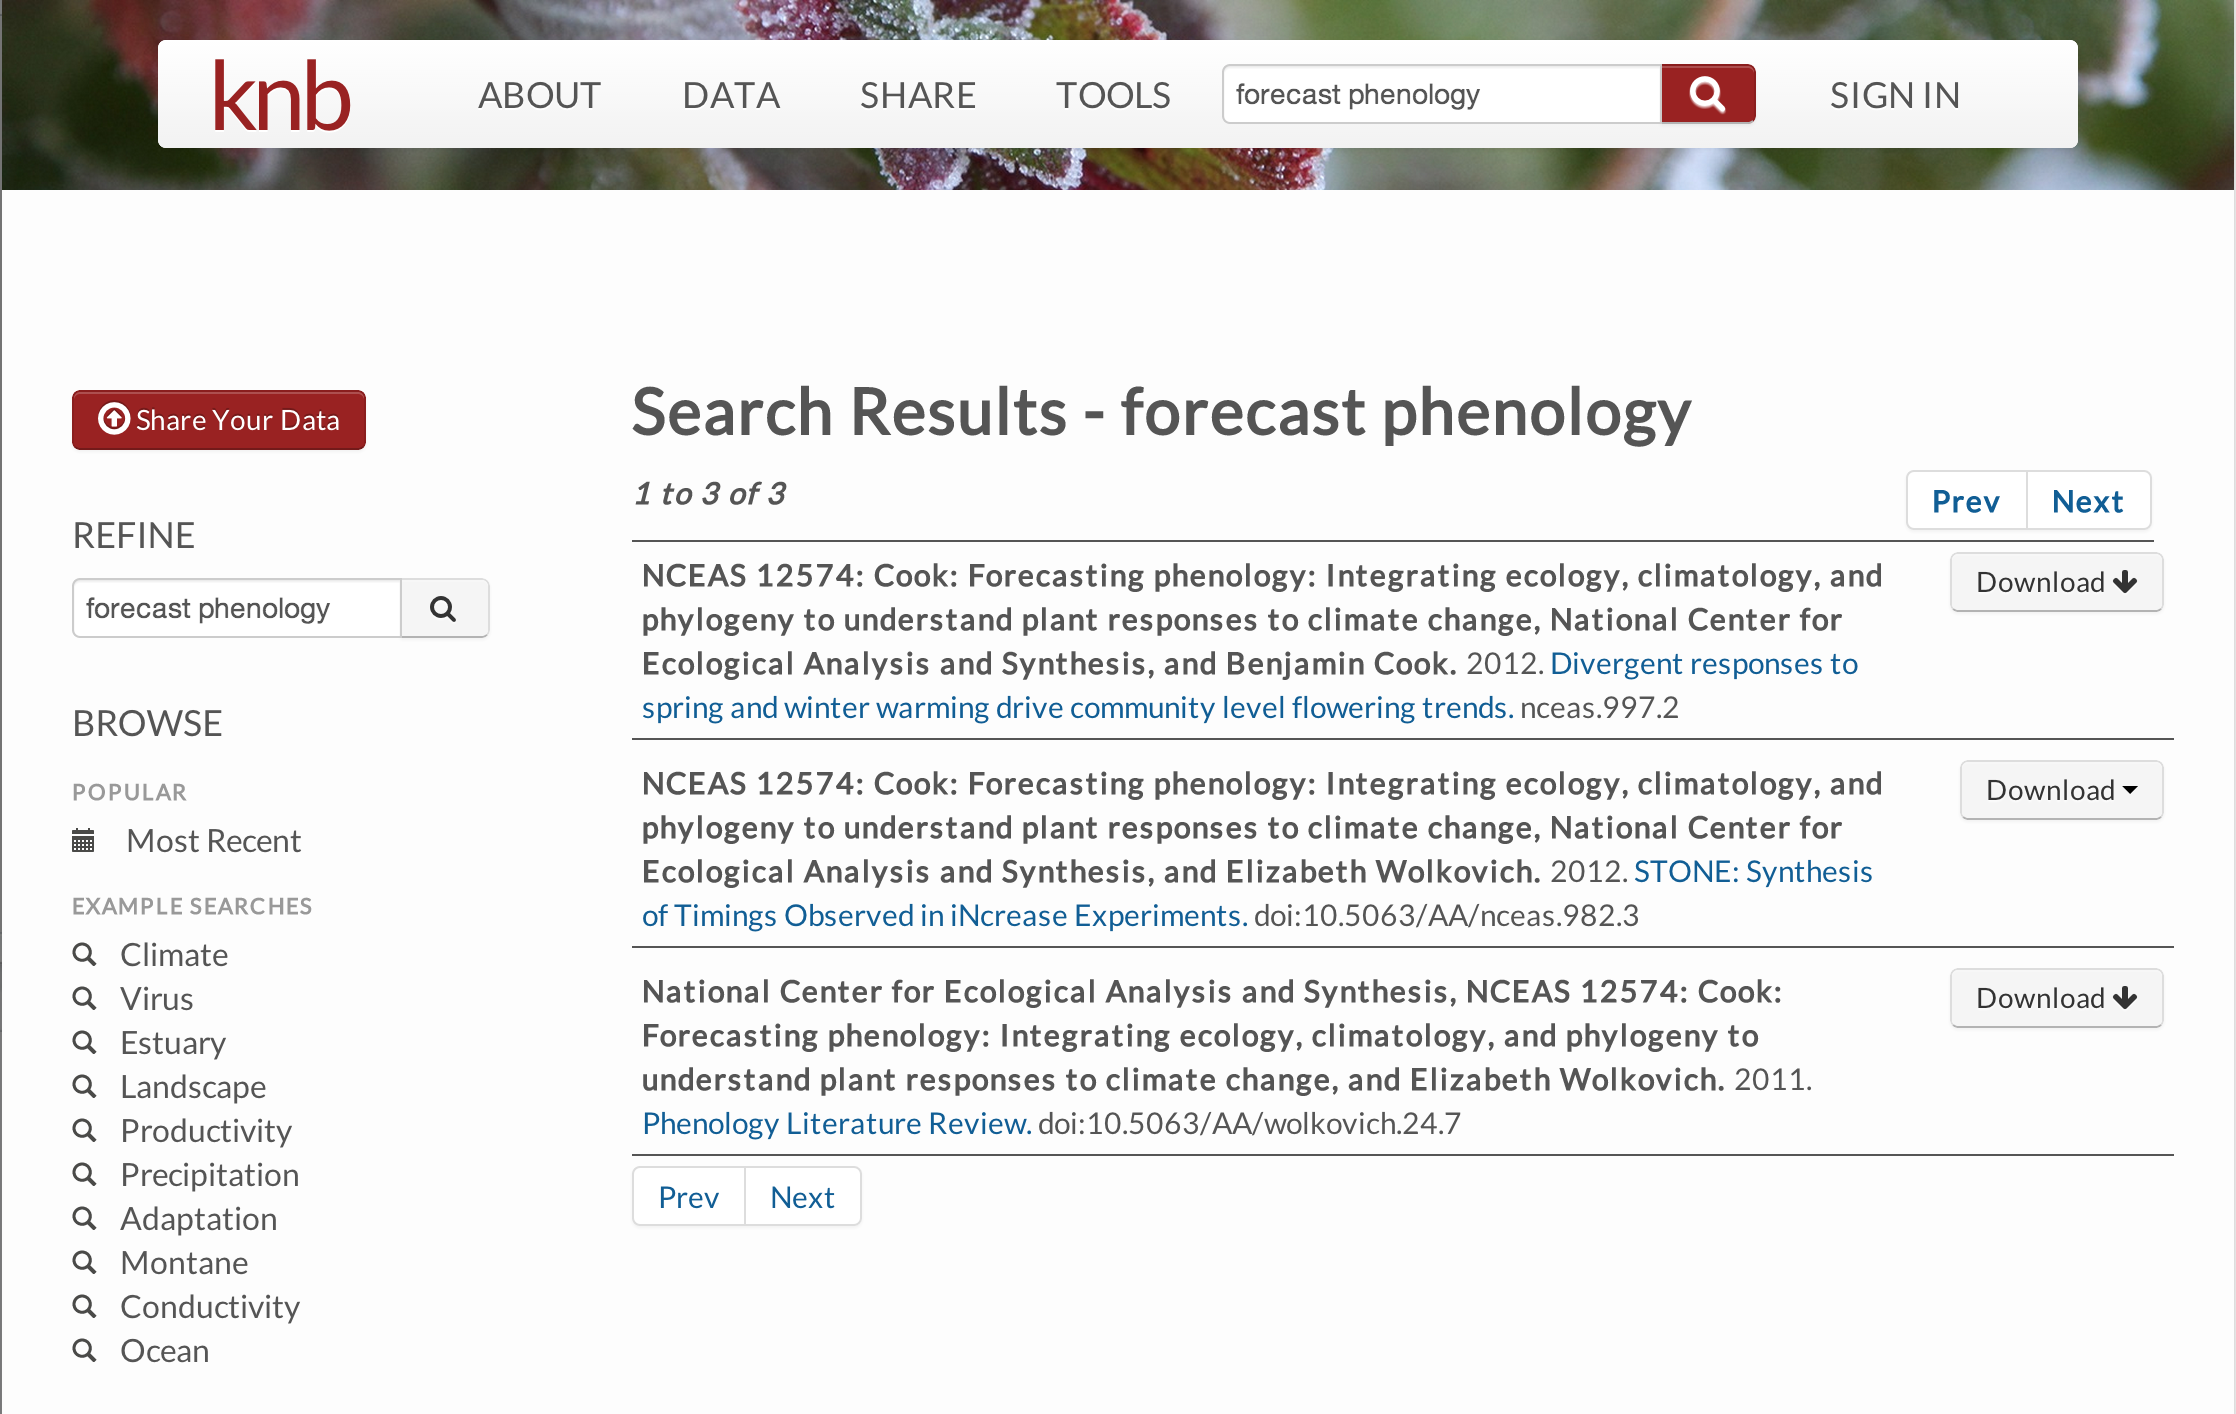 knb
ABOUT
DATA
SHARE
TOOLS
forecast phenology
SIGN IN
Share Your Data
REFINE
forecast phenology
BROWSE
POPULAR
Most Recent
EXAMPLE SEARCHES
Climate
Virus
Estuary
Landscape
Productivity
Precipitation
Adaptation
Montane
Conductivity
Ocean
Search Results - forecast phenology
1 to 3 of 3
Prev
Next
NCEAS 12574: Cook: Forecasting phenology: Integrating ecology, climatology, and
phylogeny to understand plant responses to climate change, National Center for
Ecological Analysis and Synthesis, and Benjamin Cook. 2012. Divergent responses to
spring and winter warming drive community level flowering trends. nceas.997.2
Download
NCEAS 12574: Cook: Forecasting phenology: Integrating ecology, climatology, and
phylogeny to understand plant responses to climate change, National Center for
Ecological Analysis and Synthesis, and Elizabeth Wolkovich. 2012. STONE: Synthesis
of Timings Observed in iNcrease Experiments. doi:10.5063/AA/nceas.982.3
Download
National Center for Ecological Analysis and Synthesis, NCEAS 12574: Cook:
Forecasting phenology: Integrating ecology, climatology, and phylogeny to
understand plant responses to climate change, and Elizabeth Wolkovich. 2011.
Phenology Literature Review. doi:10.5063/AA/wolkovich.24.7
Download
Prev
Next